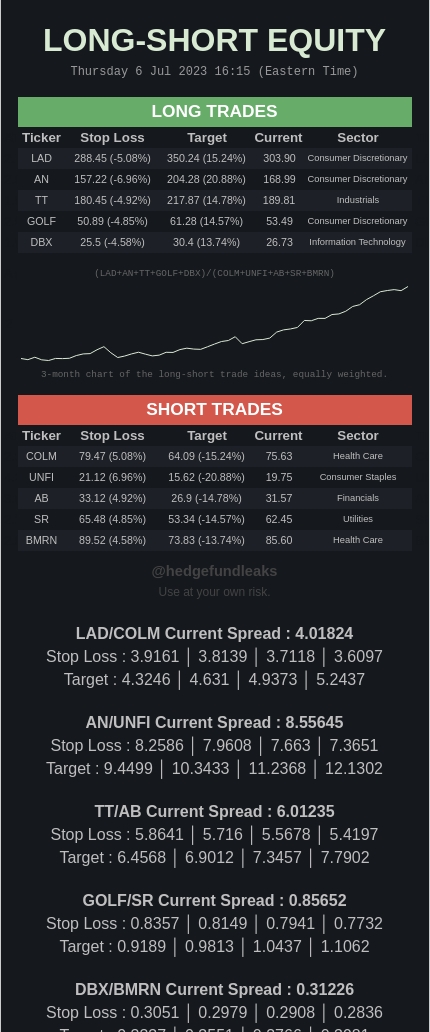 LONG-SHORT EQUITY
Thursday 6 Jul 2023 16:15 (Eastern Time)
LONG TRADES
Ticker Stop Loss Target Current Sector
LAD 288.45 (-5.08%) 350.24 (15.24%) 303.90 Consumer Discretionary
AN 157.22 (-6.96%) 204.28 (20.88%) 168.99 Consumer Discretionary
TT 180.45 (-4.92%) 217.87 (14.78%) 189.81 Industrials
GOLF 50.89 (-4.85%) 61.28 (14.57%) 53.49 Consumer Discretionary
DBX 25.5 (-4.58%) 30.4 (13.74%) 26.73 Information Technology
(LAD+AN+TT+GOLF+DBX)/(COLM+UNFI+AB+SR+BMRN)
3-month chart of the long-short trade ideas, equally weighted.
SHORT TRADES
Ticker Stop Loss Target Current Sector
COLM 79.47 (5.08%) 64.09 (-15.24%) 75.63 Health Care
UNFI 21.12 (6.96%) 15.62 (-20.88%) 19.75 Consumer Staples
AB 33.12 (4.92%) 26.9 (-14.78%) 31.57 Financials
SR 65.48 (4.85%) 53.34 (-14.57%) 62.45 Utilities
BMRN 89.52 (4.58%) 73.83 (-13.74%) 85.60 Health Care
@hedgefundleaks
Use at your own risk.
LAD/COLM Current Spread : 4.01824
Stop Loss : 3.9161 │ 3.8139 │ 3.7118 │ 3.6097
Target : 4.3246 │ 4.631 │ 4.9373 │ 5.2437
AN/UNFI Current Spread : 8.55645
Stop Loss : 8.2586 │ 7.9608 │ 7.663 │ 7.3651
Target : 9.4499 │ 10.3433 │ 11.2368 │ 12.1302
TT/AB Current Spread : 6.01235
Stop Loss : 5.8641 │ 5.716 │ 5.5678 │ 5.4197
Target : 6.4568 │ 6.9012 │ 7.3457 │ 7.7902
GOLF/SR Current Spread : 0.85652
Stop Loss : 0.8357 │ 0.8149 │ 0.7941 │ 0.7732
Target : 0.9189 │ 0.9813 │ 1.0437 │ 1.1062
DBX/BMRN Current Spread : 0.31226
Stop Loss : 0.3051 │ 0.2979 │ 0.2908 │ 0.2836